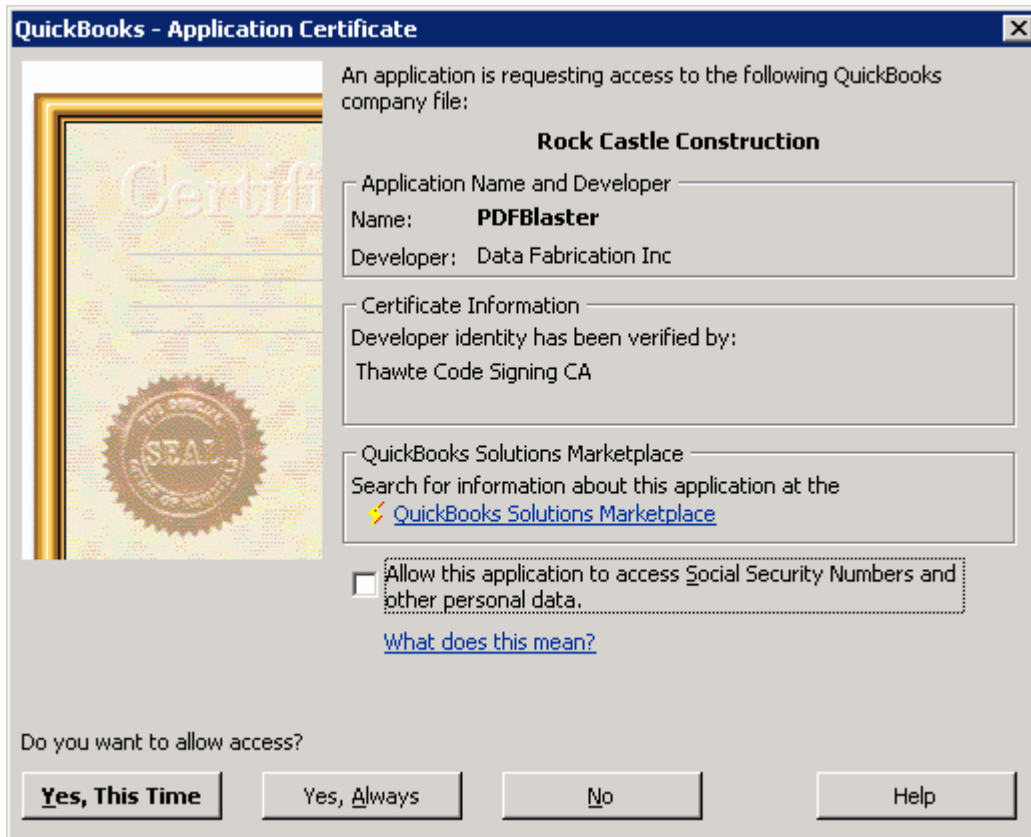 QuickBooks - Application Certificate
An application is requesting access to the following QuickBooks
company file:
Rock Castle Construction
Application Name and Developer
Name: PDFBlaster
Developer: Data Fabrication Inc
Certificate Information
Developer identity has been verified by:
Thawte Code Signing CA
QuickBooks Solutions Marketplace
Search for information about this application at the
QuickBooks Solutions Marketplace
Allow this application to access Social Security Numbers and
other personal data.
What does this mean?
Do you want to allow access?
Yes, This Time
Yes, Always
No
Help
Certifi
THE OFFICIAL
SEAL